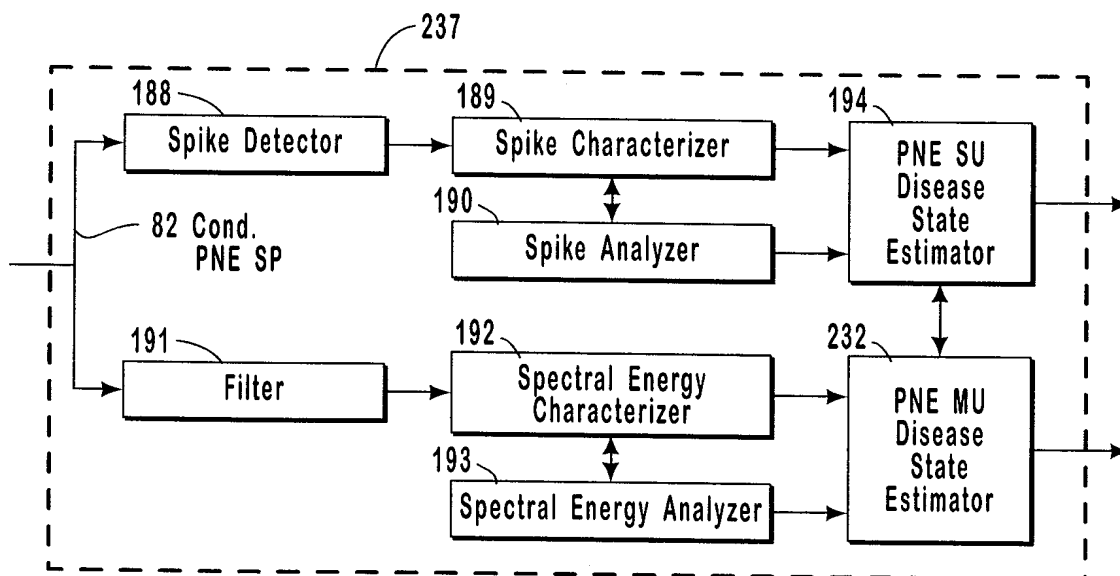 237
188
Spike Detector
189
Spike Characterizer
194
PNE SU
Disease
State
Estimator
190
Spike Analyzer
82 Cond.
PNE SP
191
Filter
192
Spectral Energy
Characterizer
232
PNE MU
Disease
State
Estimator
193
Spectral Energy Analyzer